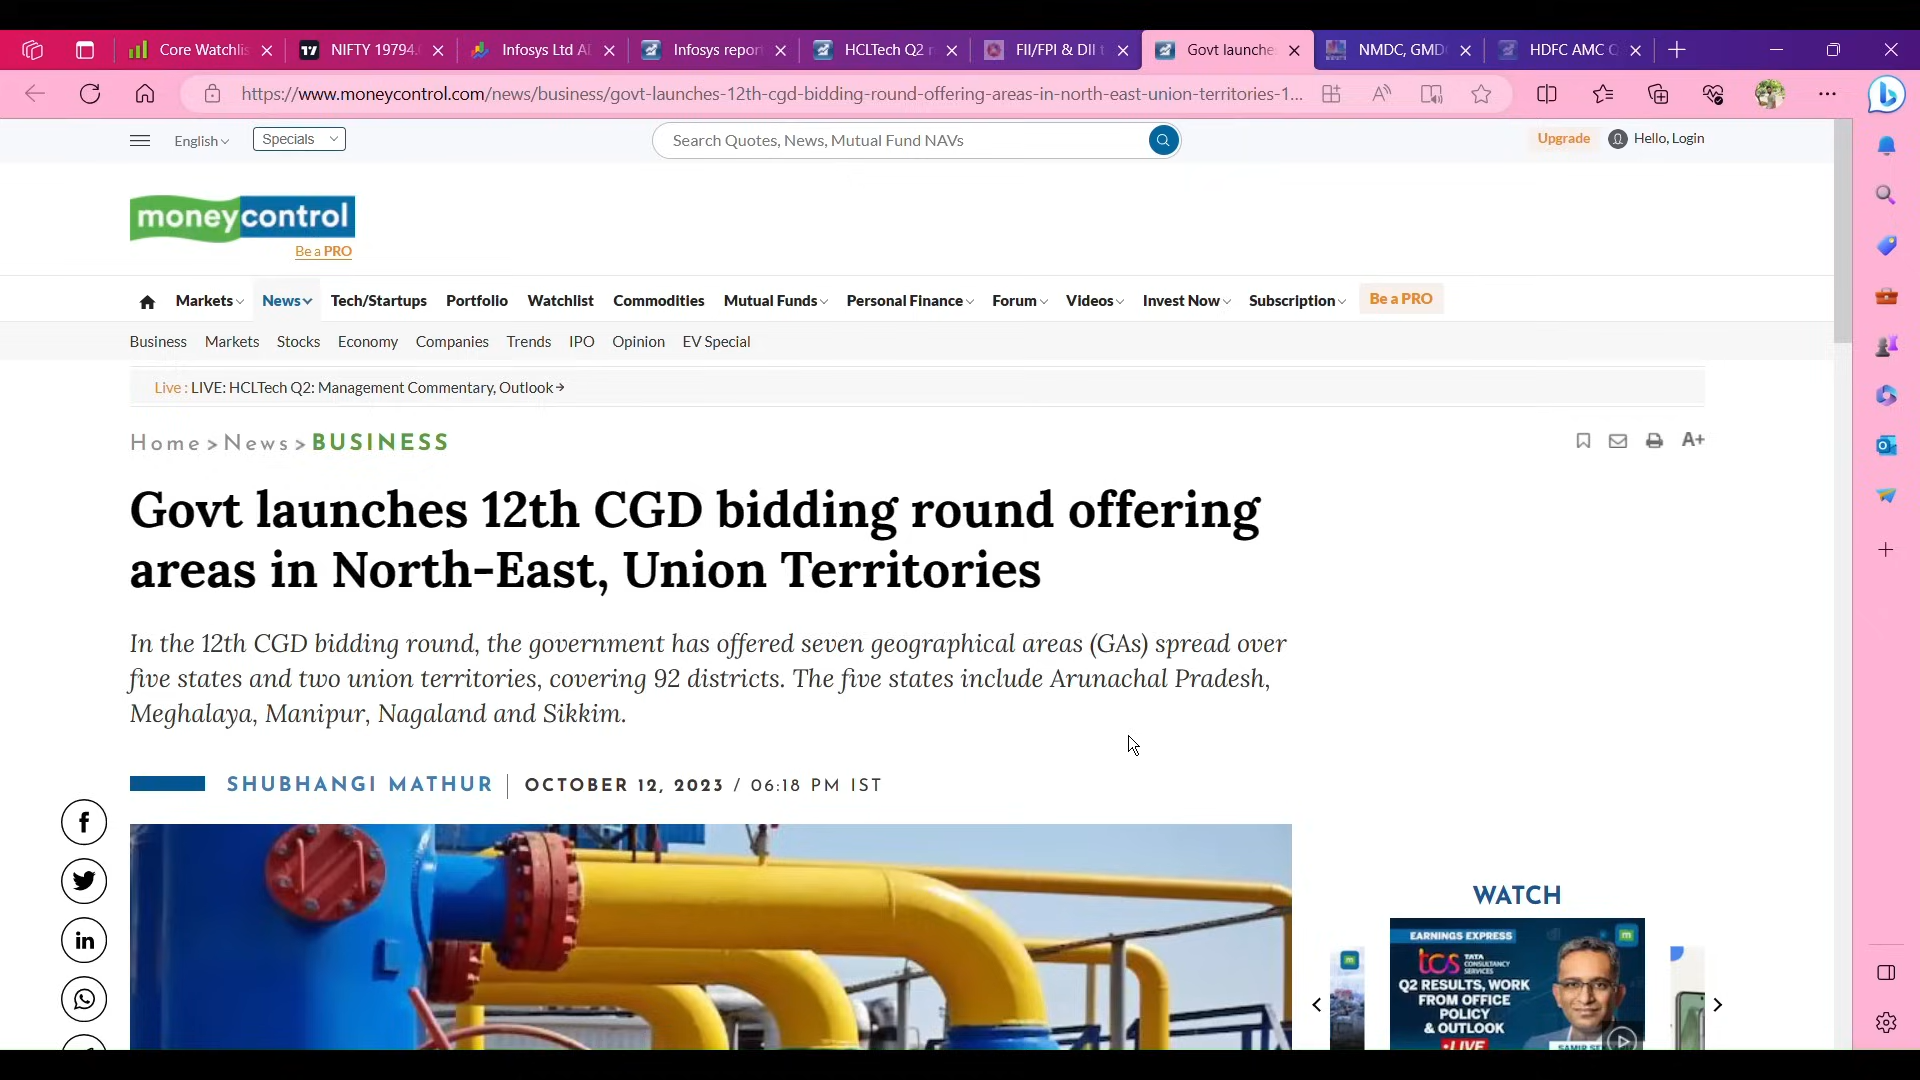 Core Watchlis
NIFTY 19794.
Infosys Ltd A
Infosys repor
HCLTech Q2 r
FII/FPI & DII t
Govt launche
NMDC, GMD
HDFC AMC Q
https://www.moneycontrol.com/news/business/govt-launches-12th-cgd-bidding-round-offering-areas-in-north-east-union-territories-1...
English
Specials
Search Quotes, News, Mutual Fund NAVs
Upgrade
Hello, Login
moneycontrol
Be a PRO
Markets News Tech/Startups Portfolio Watchlist Commodities Mutual Funds Personal Finance Forum Videos Invest Now Subscription Be a PRO
Business Markets Stocks Economy Companies Trends IPO Opinion EV Special
Live : LIVE: HCLTech Q2: Management Commentary, Outlook→
Home > News > BUSINESS
A+
Govt launches 12th CGD bidding round offering
areas in North-East, Union Territories
In the 12th CGD bidding round, the government has offered seven geographical areas (GAs) spread over
five states and two union territories, covering 92 districts. The five states include Arunachal Pradesh,
Meghalaya, Manipur, Nagaland and Sikkim.
SHUBHANGI MATHUR
OCTOBER 12, 2023 / 06:18 PM IST
WATCH
EARNINGS EXPRESS
tcs TATA
CONSULTANCY
SERVICES
Q2 RESULTS, WORK
FROM OFFICE
POLICY
& OUTLOOK
•LIVE